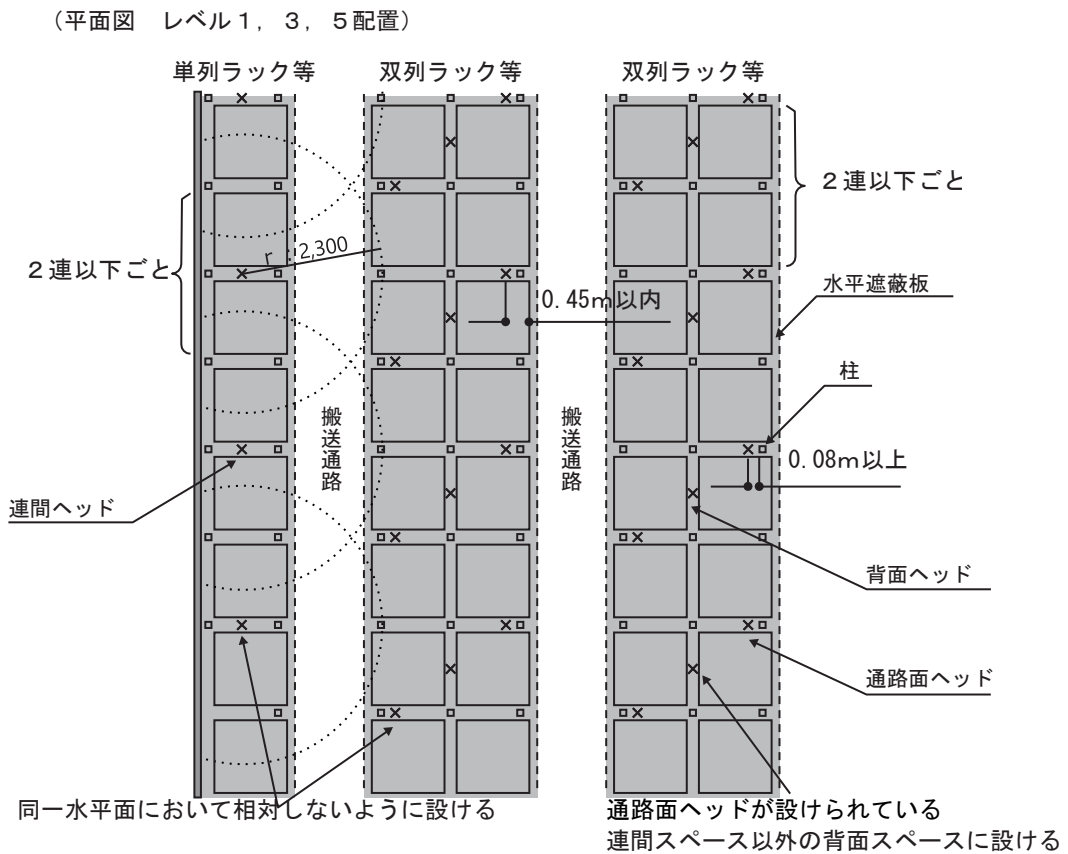 （平面図　レベル１，３，５配置）
単列ラック等
双列ラック等
双列ラック等
２連以下ごと
２連以下ごと
r : 2,300
0.45m以内
水平遮蔽板
柱
搬送通路
搬送通路
0.08m以上
連間ヘッド
背面ヘッド
通路面ヘッド
同一水平面において相対しないように設ける
通路面ヘッドが設けられている
連間スペース以外の背面スペースに設ける